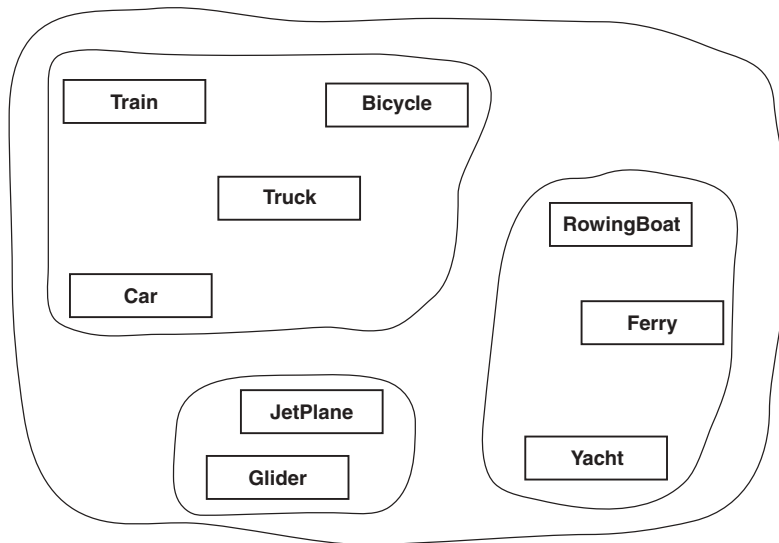 Train
Bicycle
Truck
RowingBoat
Car
Ferry
JetPlane
Yacht
Glider